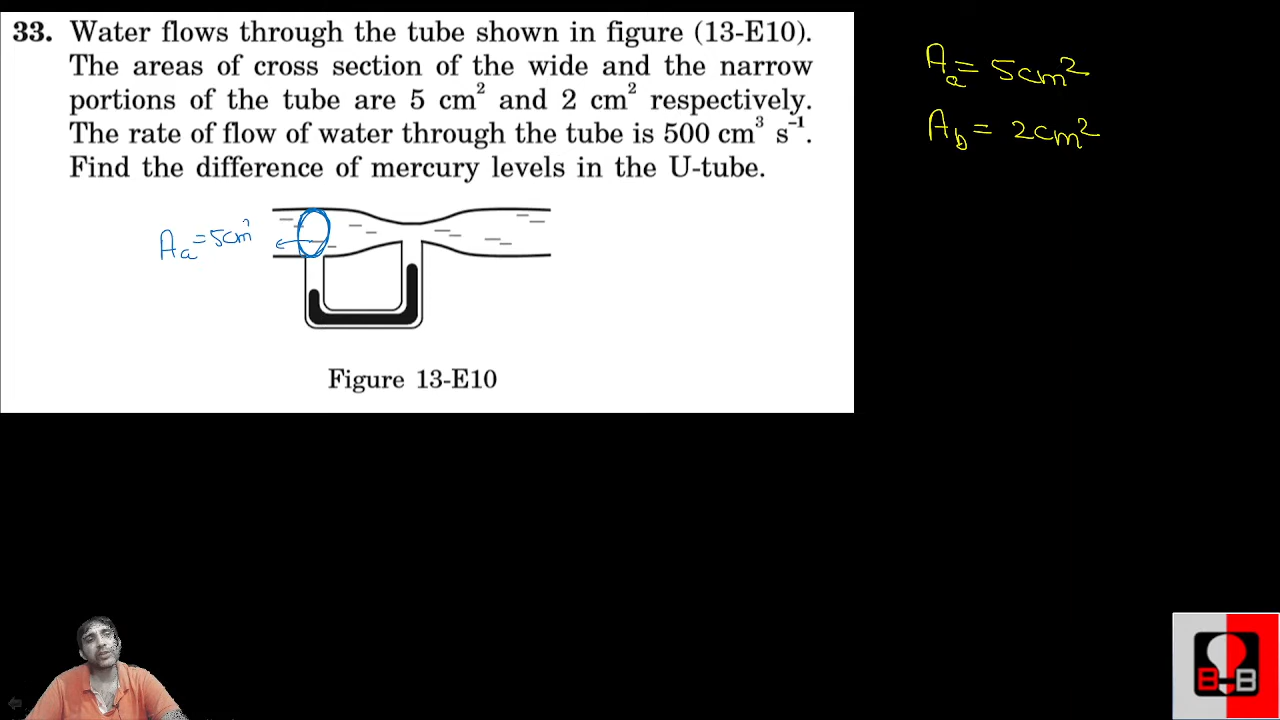 33. Water flows through the tube shown in figure (13-E10).
The areas of cross section of the wide and the narrow
portions of the tube are 5 cm² and 2 cm² respectively.
The rate of flow of water through the tube is 500 cm³ s⁻¹.
Find the difference of mercury levels in the U-tube.
Aₐ = 5cm²
Figure 13-E10
Aₐ = 5cm²
A_b = 2cm²
B B